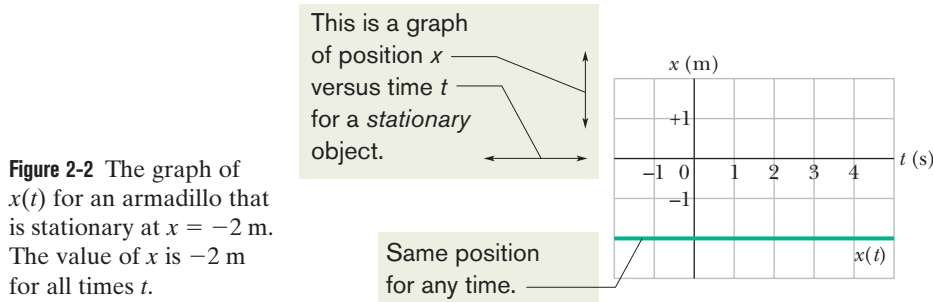 This is a graph
of position x
versus time t
for a stationary
object.
Figure 2-2 The graph of
x(t) for an armadillo that
is stationary at x = −2 m.
The value of x is −2 m
for all times t.
x (m)
+1
t (s)
−1 0 1 2 3 4
−1
x(t)
Same position
for any time.